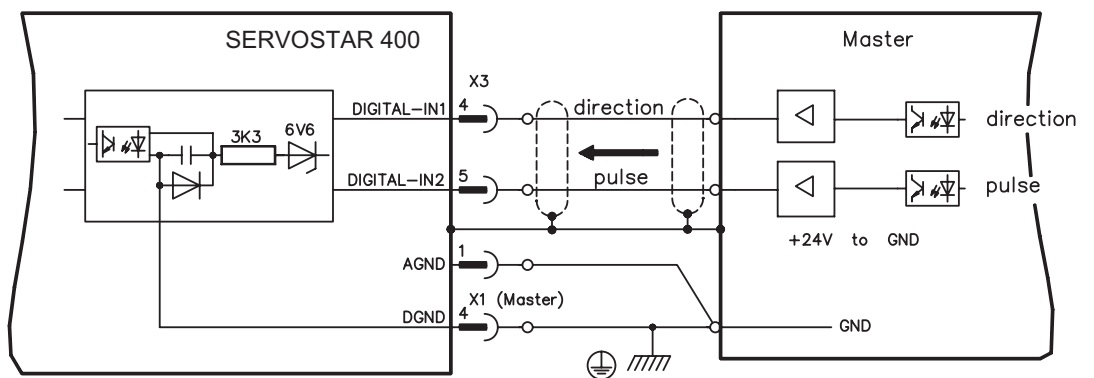 SERVOSTAR 400
Master
X3
DIGITAL-IN1
4
direction
direction
3K3
6V6
DIGITAL-IN2
5
pulse
pulse
+24V to GND
AGND
1
X1 (Master)
DGND
4
GND